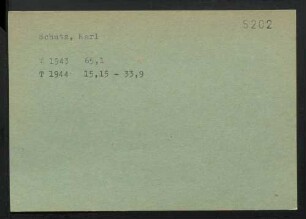 5202
Schatz, Karl
K 1943 65,1
T 1944 15,15 - 33,9